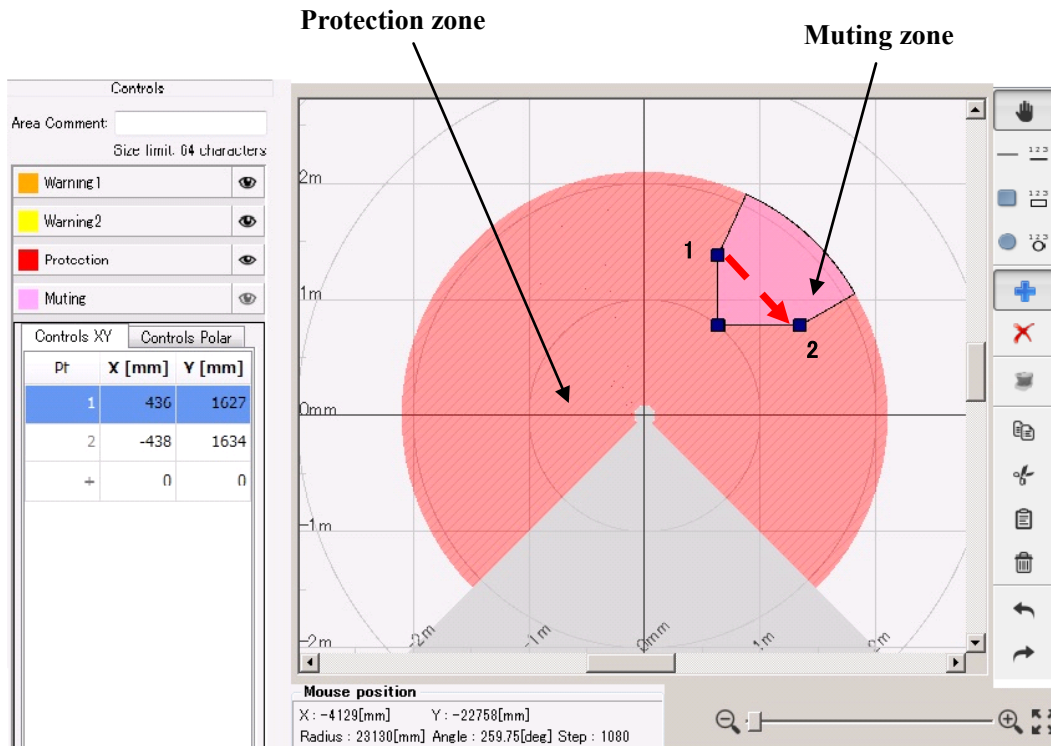 Protection zone
Muting zone
Controls
Area Comment:
Size limit. 64 characters
Warning1
Warning2
Protection
Muting
Controls XY Controls Polar
Pt X [mm] Y [mm]
1 436 1627
2 -438 1634
+ 0 0
2m
1m
0mm
-1m
-2m
-2m -1m 0mm 1m 2m
1
2
123
123
123
Mouse position
X : -4129[mm] Y : -22758[mm]
Radius : 23130[mm] Angle : 259.75[deg] Step : 1080